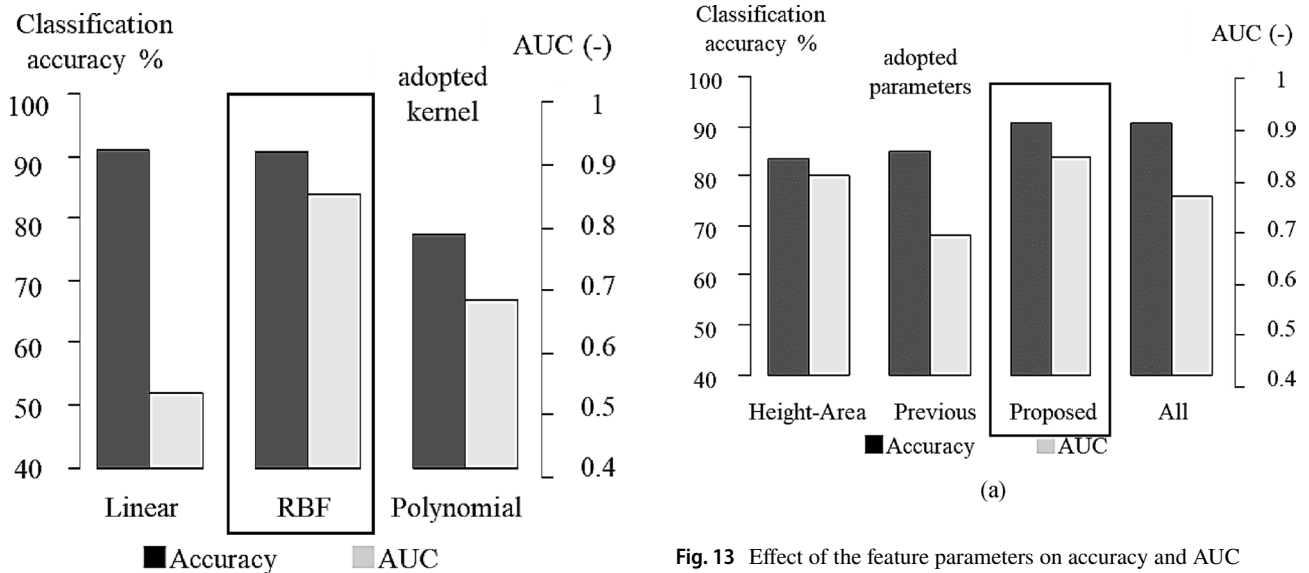 Classification
accuracy %
AUC (-)
adopted
kernel
100
90
80
70
60
50
40
1
0.9
0.8
0.7
0.6
0.5
0.4
Linear RBF Polynomial
Accuracy AUC
Classification
accuracy %
AUC (-)
adopted
parameters
100
90
80
70
60
50
40
1
0.9
0.8
0.7
0.6
0.5
0.4
Height-Area Previous Proposed All
Accuracy AUC
(a)
Fig. 13 Effect of the feature parameters on accuracy and AUC